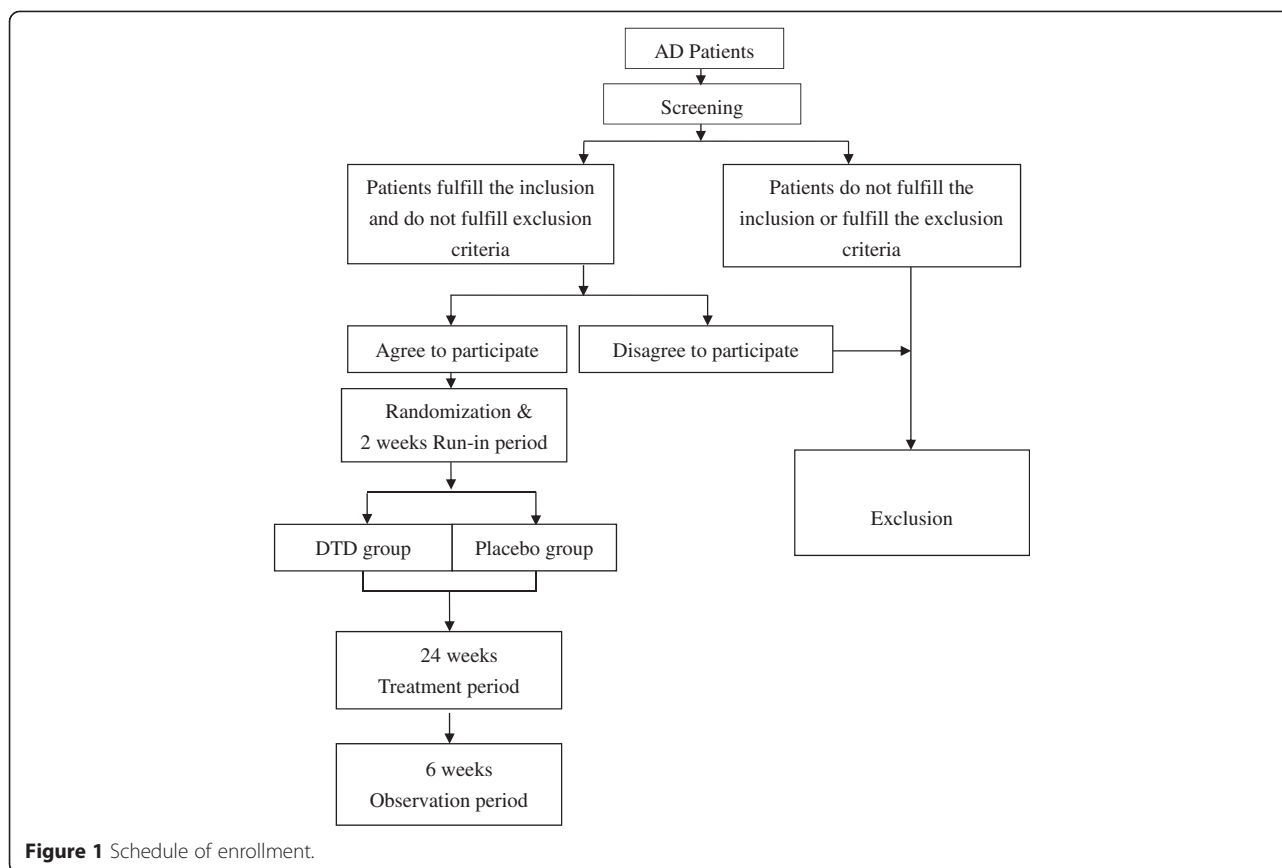 AD Patients
Screening
Patients fulfill the inclusion
and do not fulfill exclusion
criteria
Patients do not fulfill the
inclusion or fulfill the exclusion
criteria
Agree to participate
Disagree to participate
Randomization &
2 weeks Run-in period
Exclusion
DTD group
Placebo group
24 weeks
Treatment period
6 weeks
Observation period
Figure 1 Schedule of enrollment.